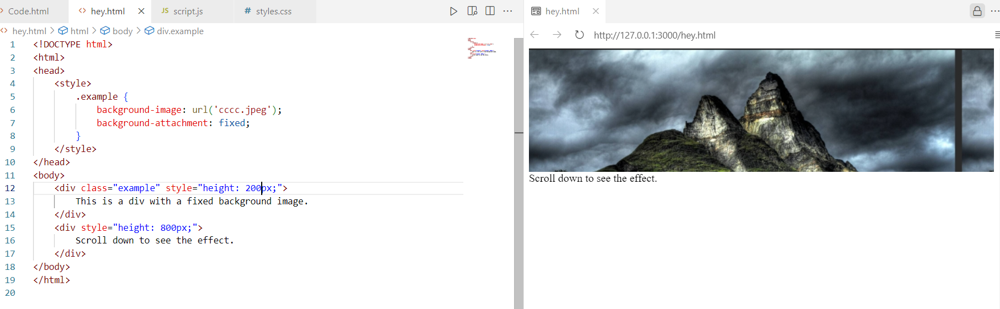 Code.html hey.html JS script.js # styles.css
hey.html > html > body > div.example
1 <!DOCTYPE html>
2 <html>
3 <head>
4 <style>
5 .example {
6 background-image: url('cccc.jpeg');
7 background-attachment: fixed;
8 }
9 </style>
10 </head>
11 <body>
12 <div class="example" style="height: 200px;">
13 This is a div with a fixed background image.
14 </div>
15 <div style="height: 800px;">
16 Scroll down to see the effect.
17 </div>
18 </body>
19 </html>
20
hey.html
http://127.0.0.1:3000/hey.html
Scroll down to see the effect.